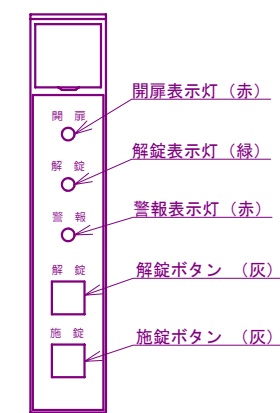 開扉表示灯（赤）
開 扉
解錠表示灯（緑）
解 錠
警報表示灯（赤）
警 報
解錠ボタン （灰）
解 錠
施錠ボタン （灰）
施 錠